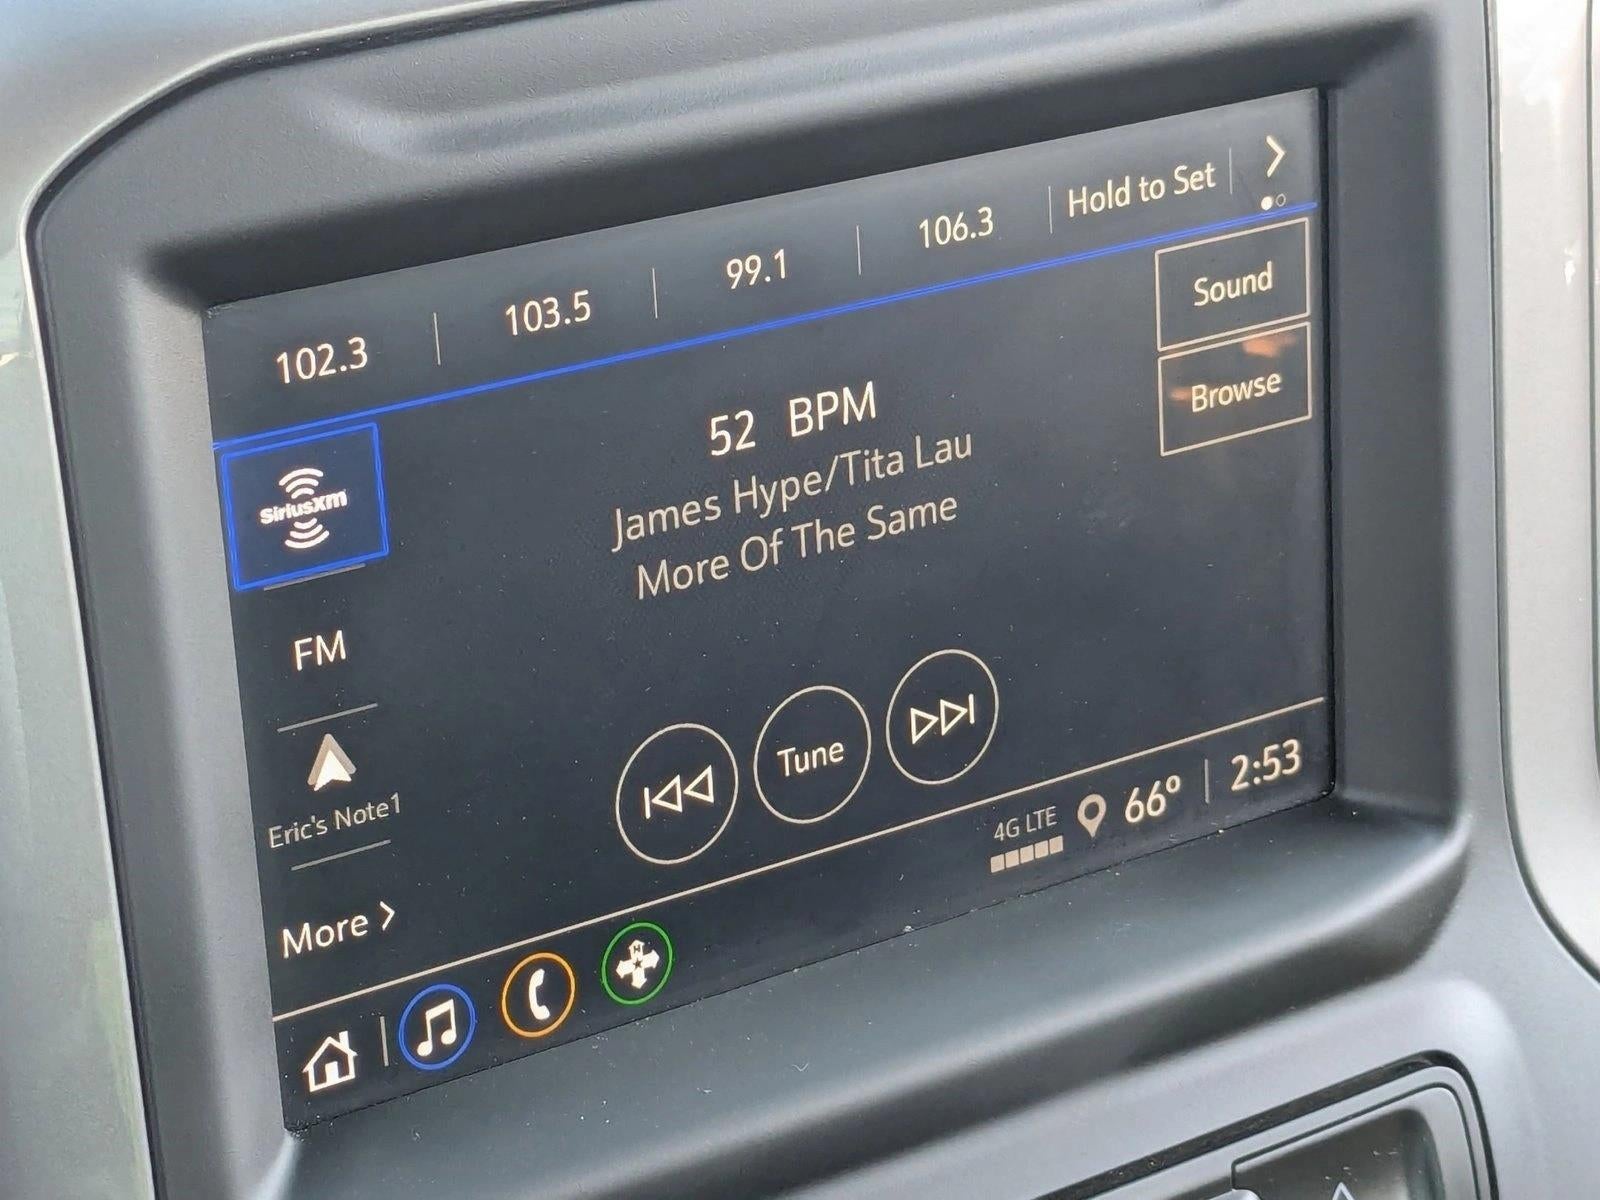 102.3 103.5 99.1 106.3 Hold to Set
Sound
Browse
52 BPM
James Hype/Tita Lau
More Of The Same
SiriusXm
FM
Eric's Note1
More
Tune
4G LTE 66° 2:53
N